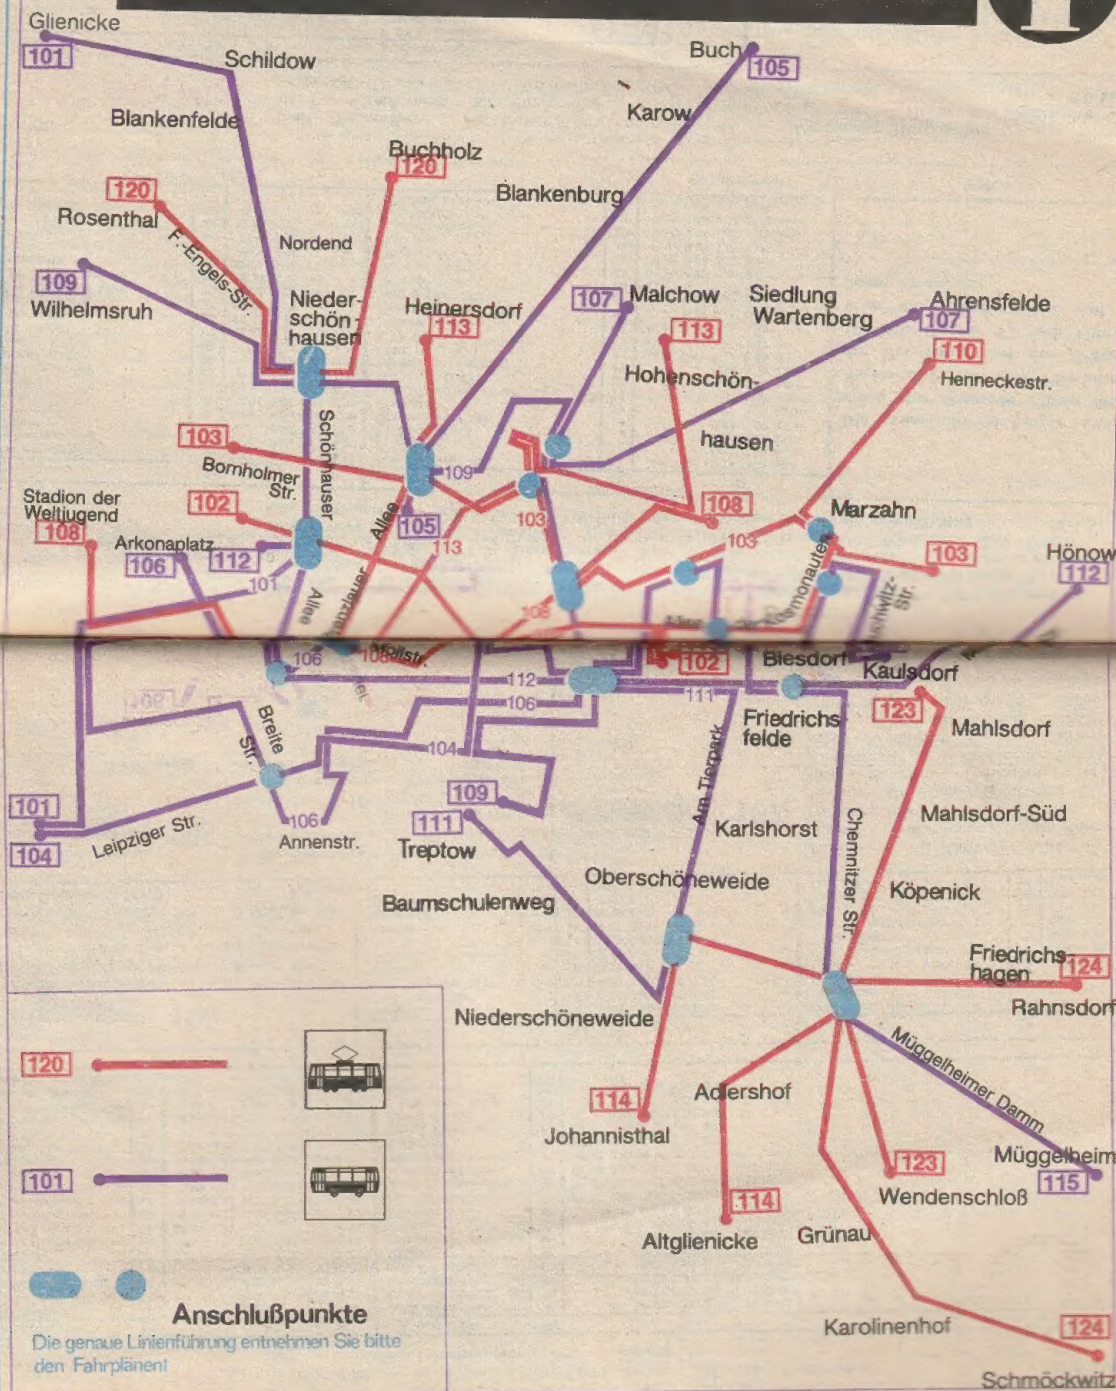 Glienicke
101
Schildow
Blankenfelde
Buch
105
Karow
Blankenburg
Buchholz
120
120
Rosenthal
F.-Engels-Str.
Nordend
109
Wilhelmsruh
Nieder-
schön-
hausen
Heinersdorf
113
107
Malchow
Siedlung
Wartenberg
Ahrensfelde
107
113
Hohenschön-
hausen
110
Henneckestr.
103
Bornholmer
Str.
Schönhauser
Allee
109
105
Allee
103
113
108
103
Marzahn
103
Stadion der
Weltjugend
108
102
Arkonaplatz
106
112
101
108
Hönow
112
106
108
Mollstr.
112
106
104
111
102
Biesdorf
Kaulsdorf
123
Mahlsdorf
Friedrichs
felde
Breite
Str.
Am Tierpark
109
111
Treptow
101
104
Leipziger Str.
106
Annenstr.
Karlshorst
Chemnitzer Str.
Mahlsdorf-Süd
Oberschöneweide
Köpenick
Baumschulenweg
Friedrichs-
hagen
124
Rahnsdorf
Niederschöneweide
Müggelheimer Damm
Adlershof
114
Johannisthal
123
Wendenschloß
Müggelheim
115
114
Altglienicke
Grünau
Karolinenhof
124
Schmöckwitz
120
101
Anschlußpunkte
Die genaue Linienführung entnehmen Sie bitte
den Fahrplänen!